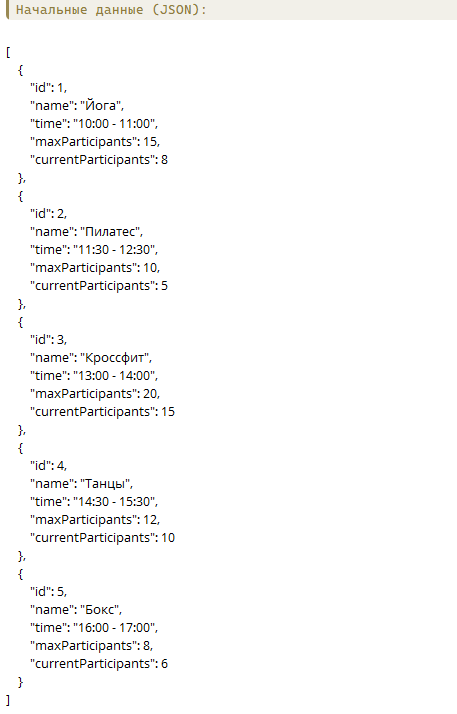 Начальные данные (JSON):
[
{
"id": 1,
"name": "Йога",
"time": "10:00 - 11:00",
"maxParticipants": 15,
"currentParticipants": 8
},
{
"id": 2,
"name": "Пилатес",
"time": "11:30 - 12:30",
"maxParticipants": 10,
"currentParticipants": 5
},
{
"id": 3,
"name": "Кроссфит",
"time": "13:00 - 14:00",
"maxParticipants": 20,
"currentParticipants": 15
},
{
"id": 4,
"name": "Танцы",
"time": "14:30 - 15:30",
"maxParticipants": 12,
"currentParticipants": 10
},
{
"id": 5,
"name": "Бокс",
"time": "16:00 - 17:00",
"maxParticipants": 8,
"currentParticipants": 6
}
]